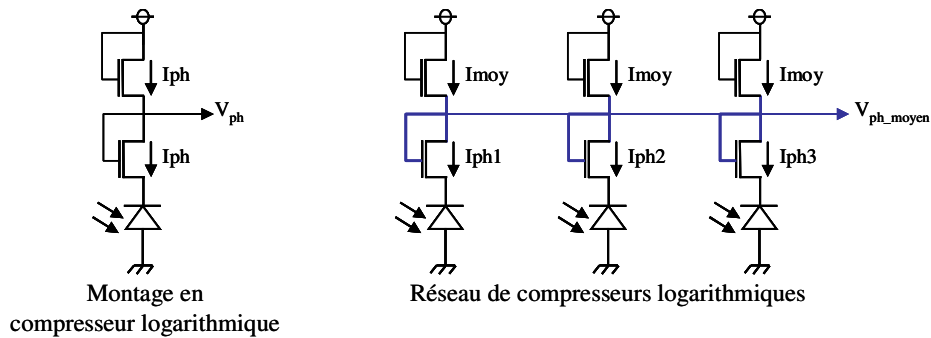 Iph
Imoy
Imoy
Imoy
V_ph
V_ph_moyen
Iph
Iph1
Iph2
Iph3
Montage en
compresseur logarithmique
Réseau de compresseurs logarithmiques